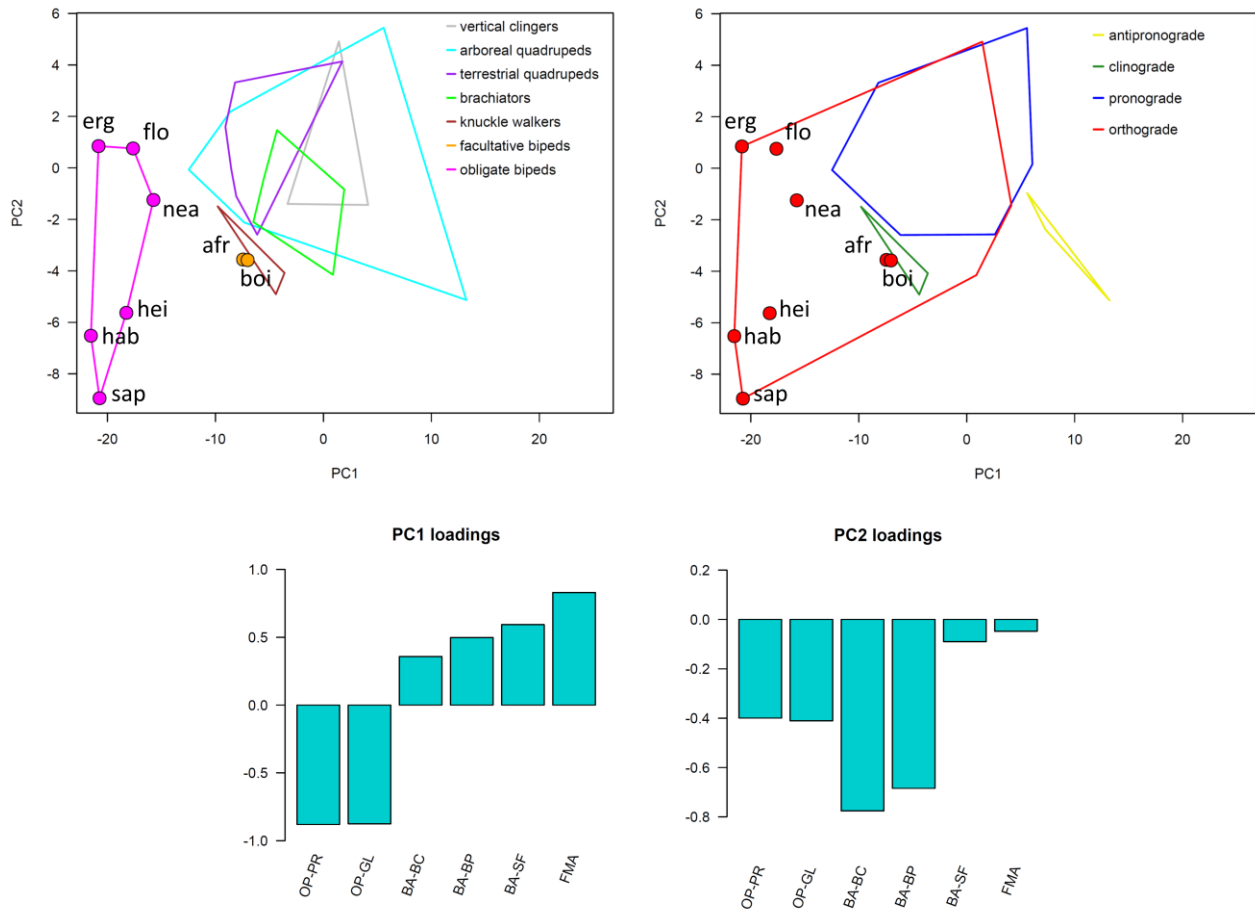 6
4
2
0
-2
-4
-6
-8
PC2
-20
-10
0
10
20
PC1
vertical clingers
arboreal quadrupeds
terrestrial quadrupeds
brachiators
knuckle walkers
facultative bipeds
obligate bipeds
erg
flo
nea
afr
boi
hei
hab
sap
6
4
2
0
-2
-4
-6
-8
PC2
-20
-10
0
10
20
PC1
antipronograde
clinograde
pronograde
orthograde
erg
flo
nea
afr
boi
hei
hab
sap
PC1 loadings
1.0
0.5
0.0
-0.5
-1.0
OP-PR
OP-GL
BA-BC
BA-BP
BA-SF
FMA
PC2 loadings
0.2
0.0
-0.2
-0.4
-0.6
-0.8
OP-PR
OP-GL
BA-BC
BA-BP
BA-SF
FMA